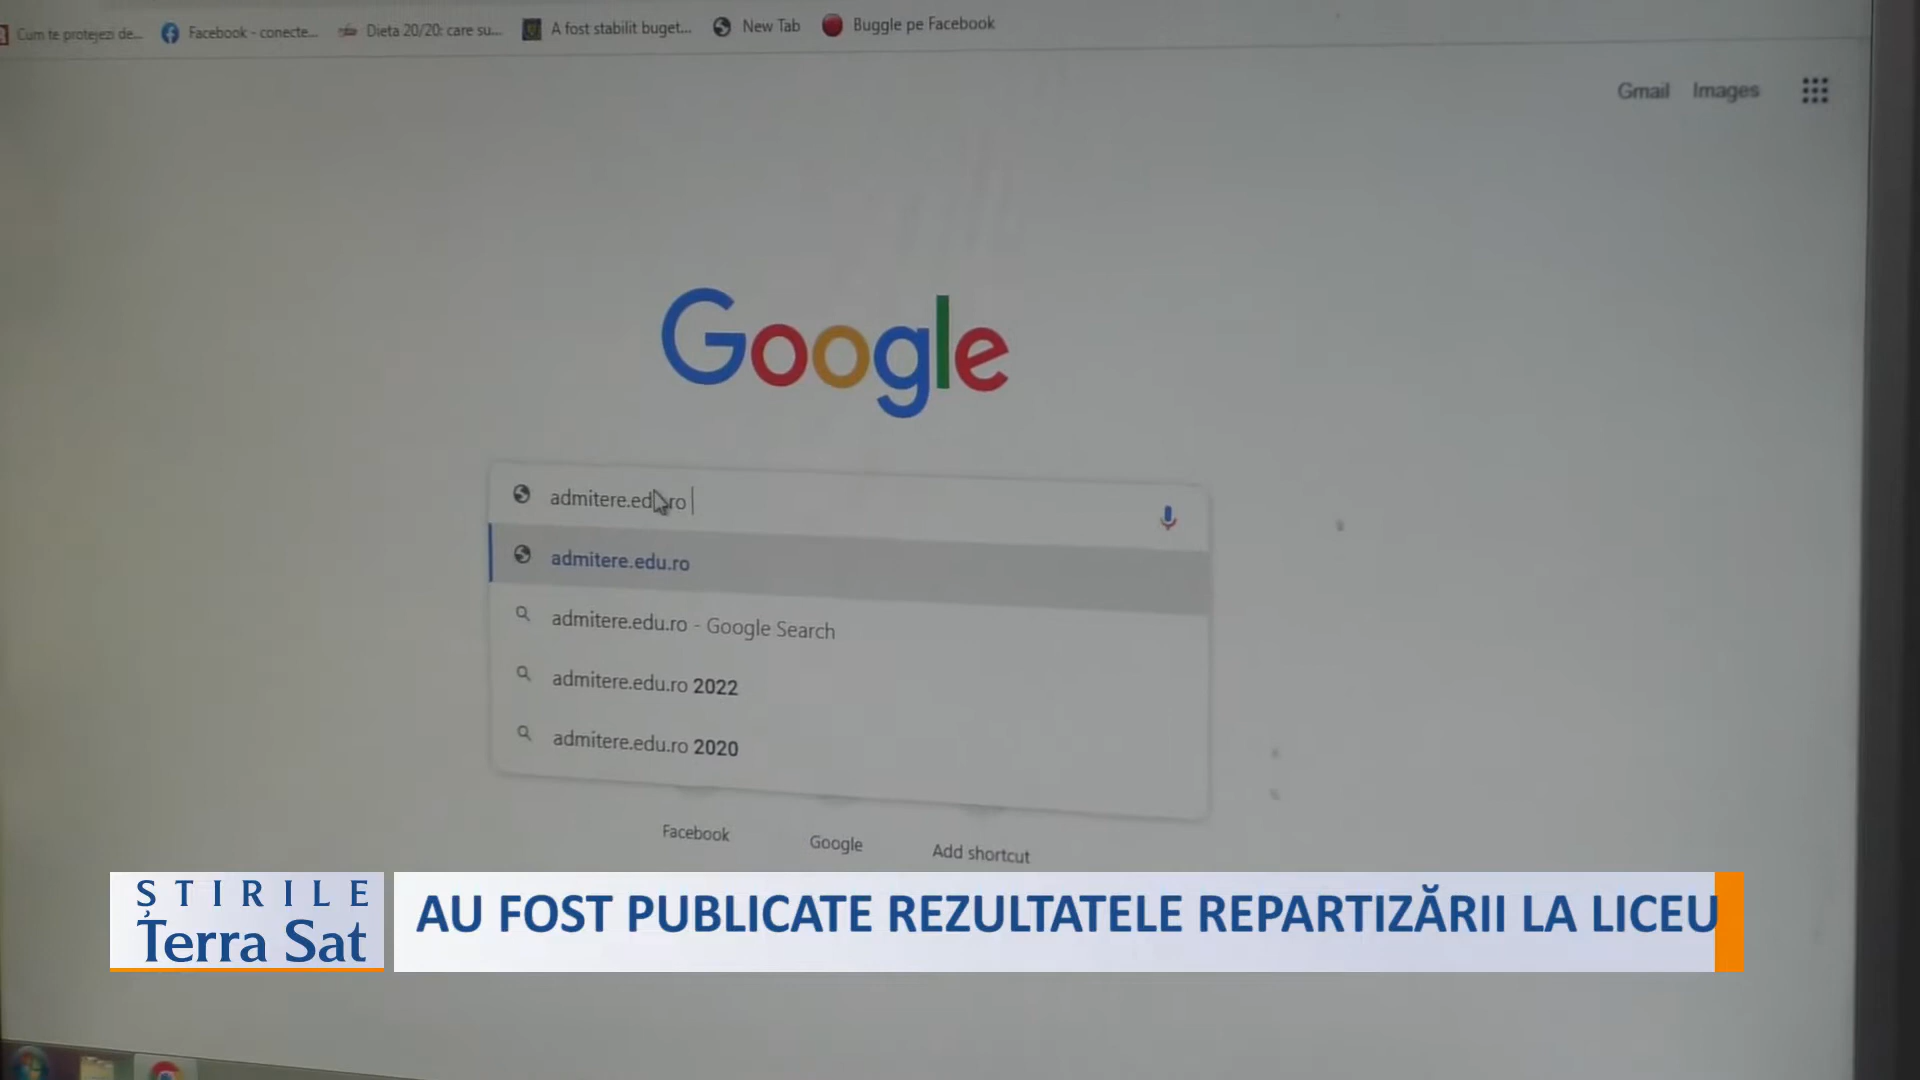 Cum te protejezi de...
Facebook - conecte...
Dieta 20/20: care su...
A fost stabilit buget...
New Tab
Buggle pe Facebook
Gmail
Images
Google
admitere.edu.ro
admitere.edu.ro
admitere.edu.ro - Google Search
admitere.edu.ro 2022
admitere.edu.ro 2020
Facebook
Google
Add shortcut
ȘTIRILE
Terra Sat
AU FOST PUBLICATE REZULTATELE REPARTIZĂRII LA LICEU